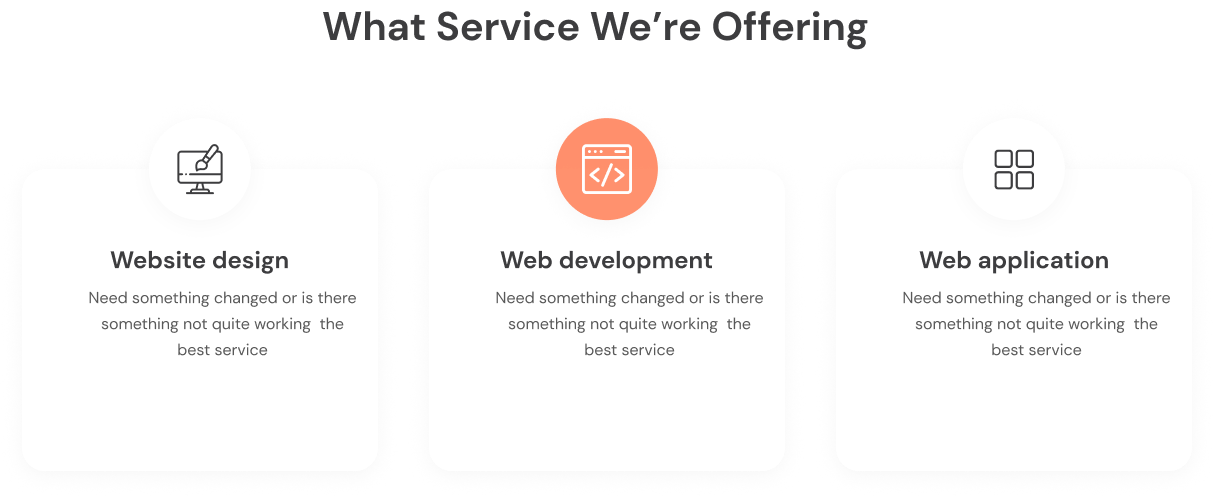 What Service We’re Offering
Website design
Need something changed or is there
something not quite working  the
best service
Web development
Need something changed or is there
something not quite working  the
best service
Web application
Need something changed or is there
something not quite working  the
best service